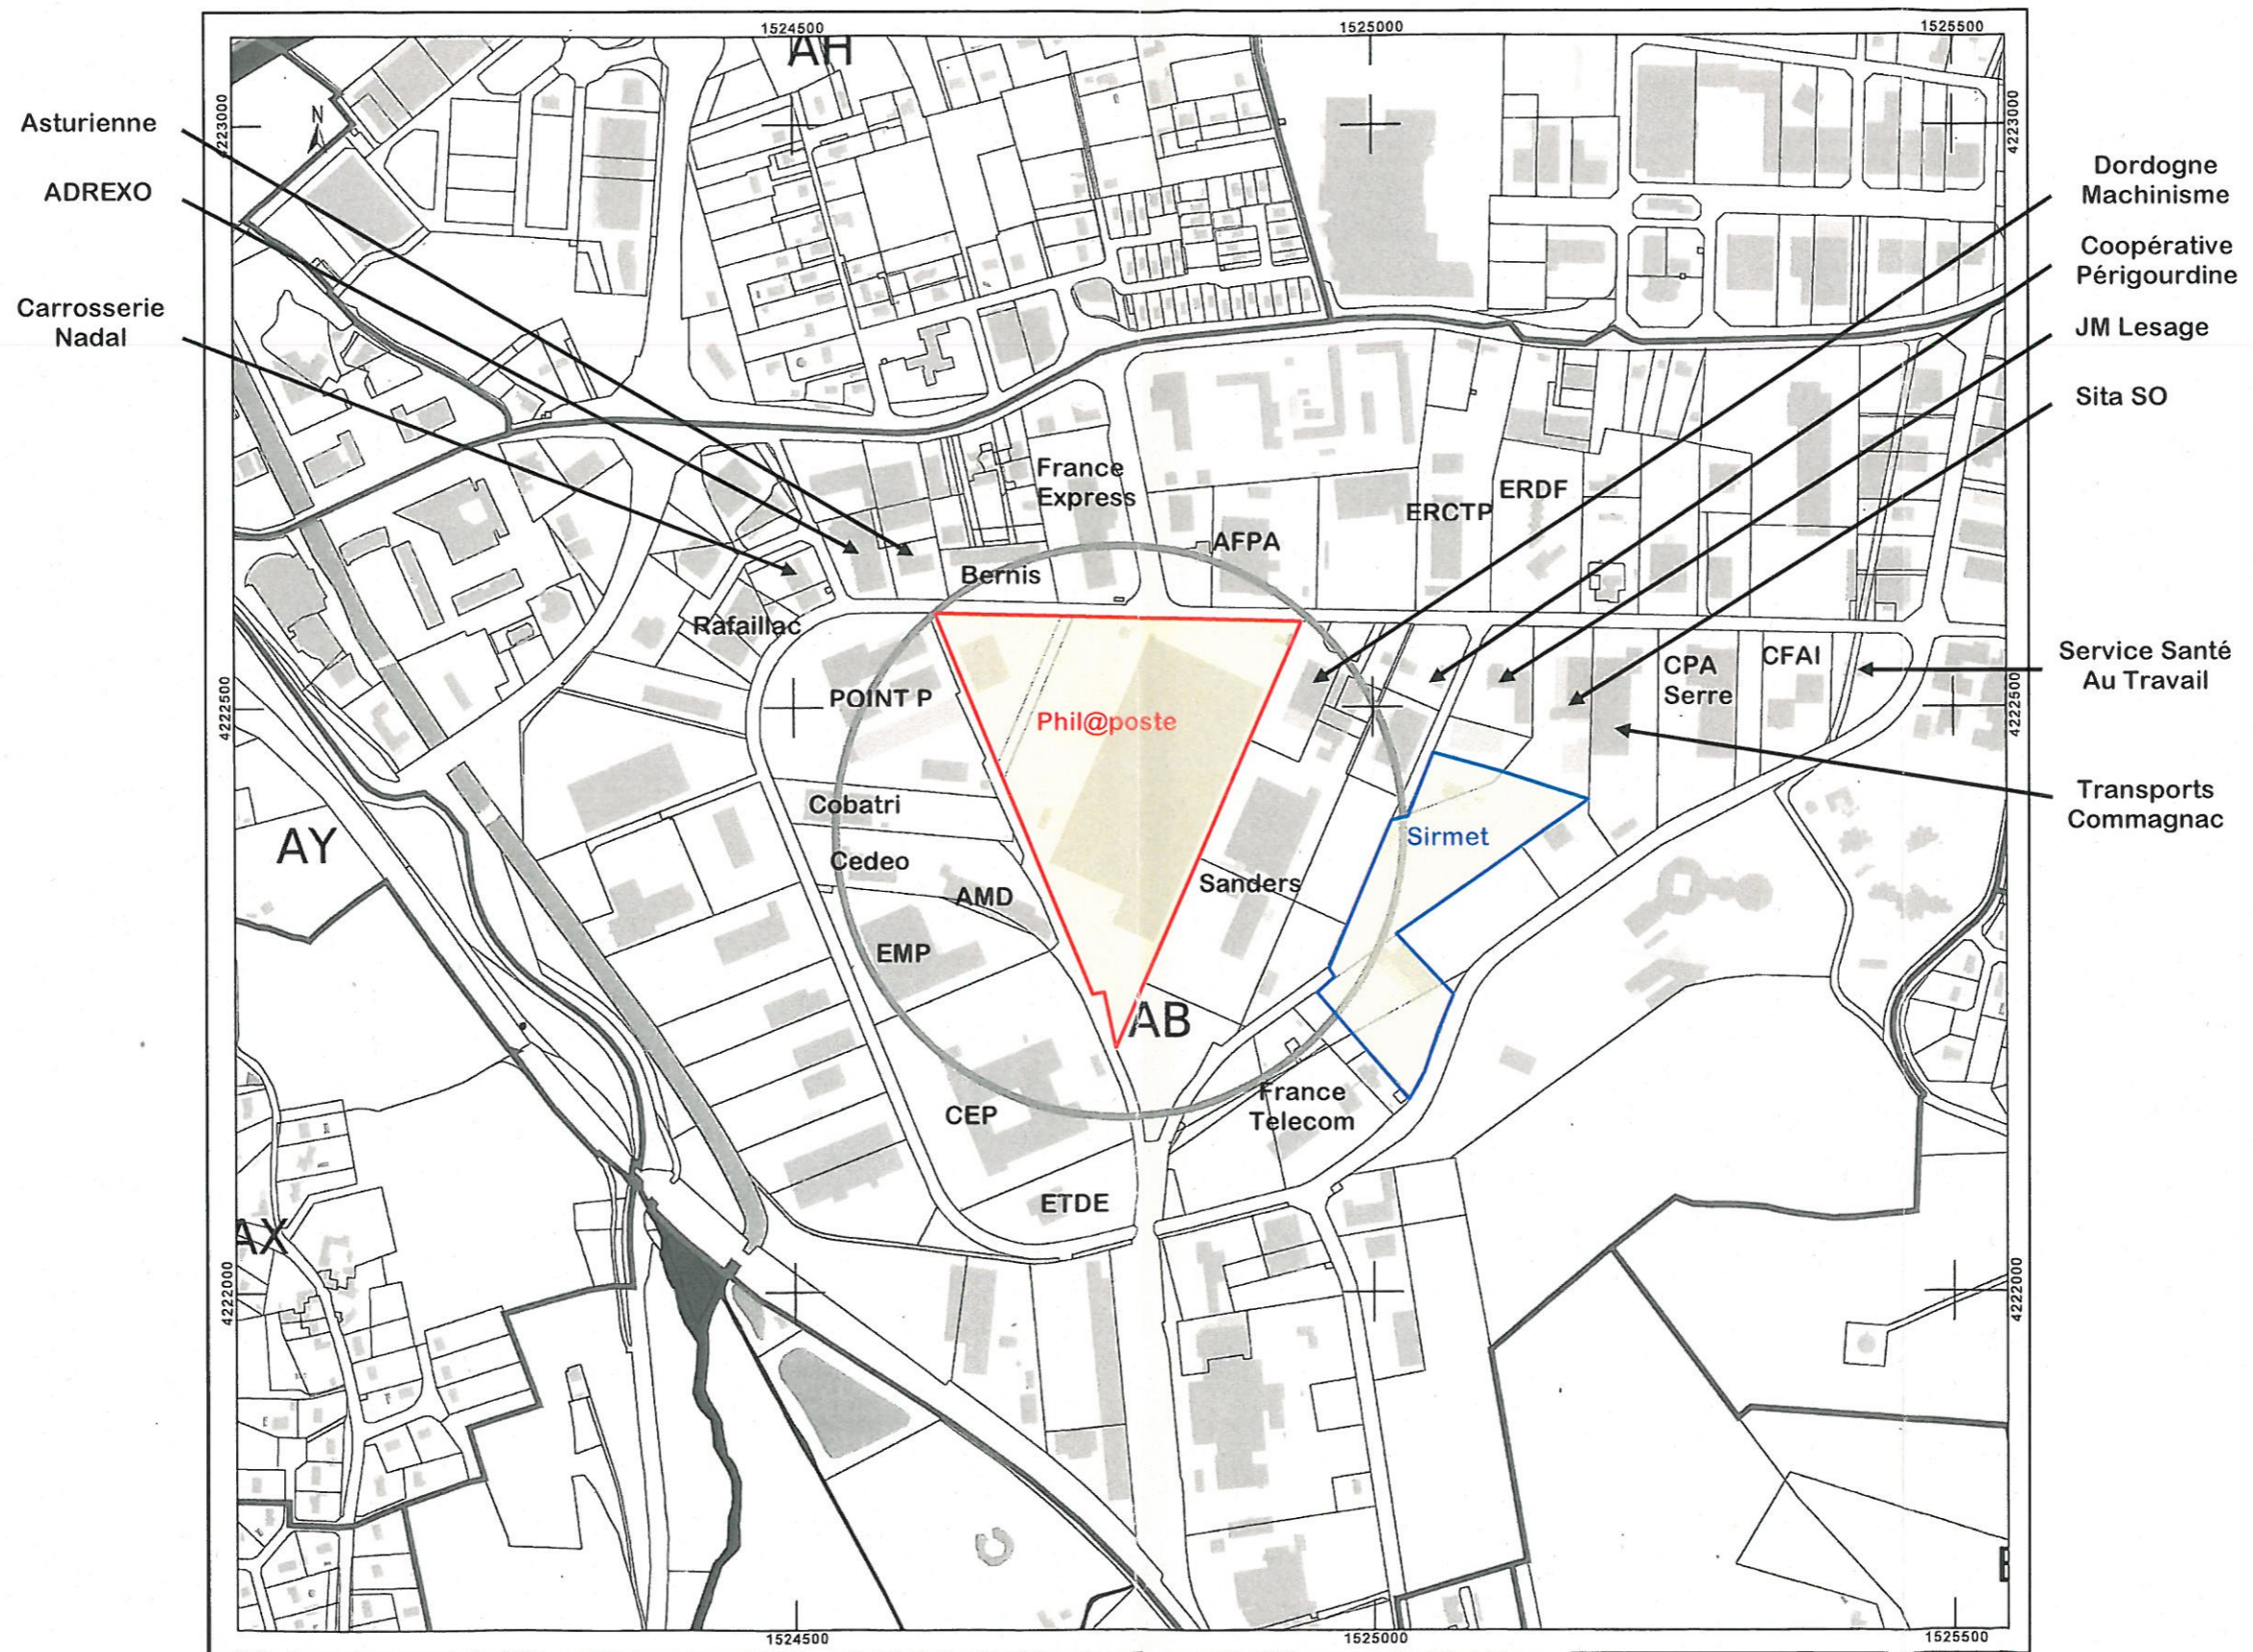 1524500
1525000
1525500
AH
4223000
4223000
N
Asturienne
ADREXO
Carrosserie
Nadal
Dordogne
Machinisme
Coopérative
Périgourdine
JM Lesage
Sita SO
France
Express
ERDF
ERCTP
AFPA
Bernis
Rafaillac
Service Santé
Au Travail
CPA
Serre
CFAI
4222500
4222500
POINT P
Phil@poste
Transports
Commagnac
Cobatri
Sirmet
AY
Cedeo
AMD
Sanders
EMP
AB
France
Telecom
CEP
ETDE
AX
4222000
4222000
1524500
1525000
1525500